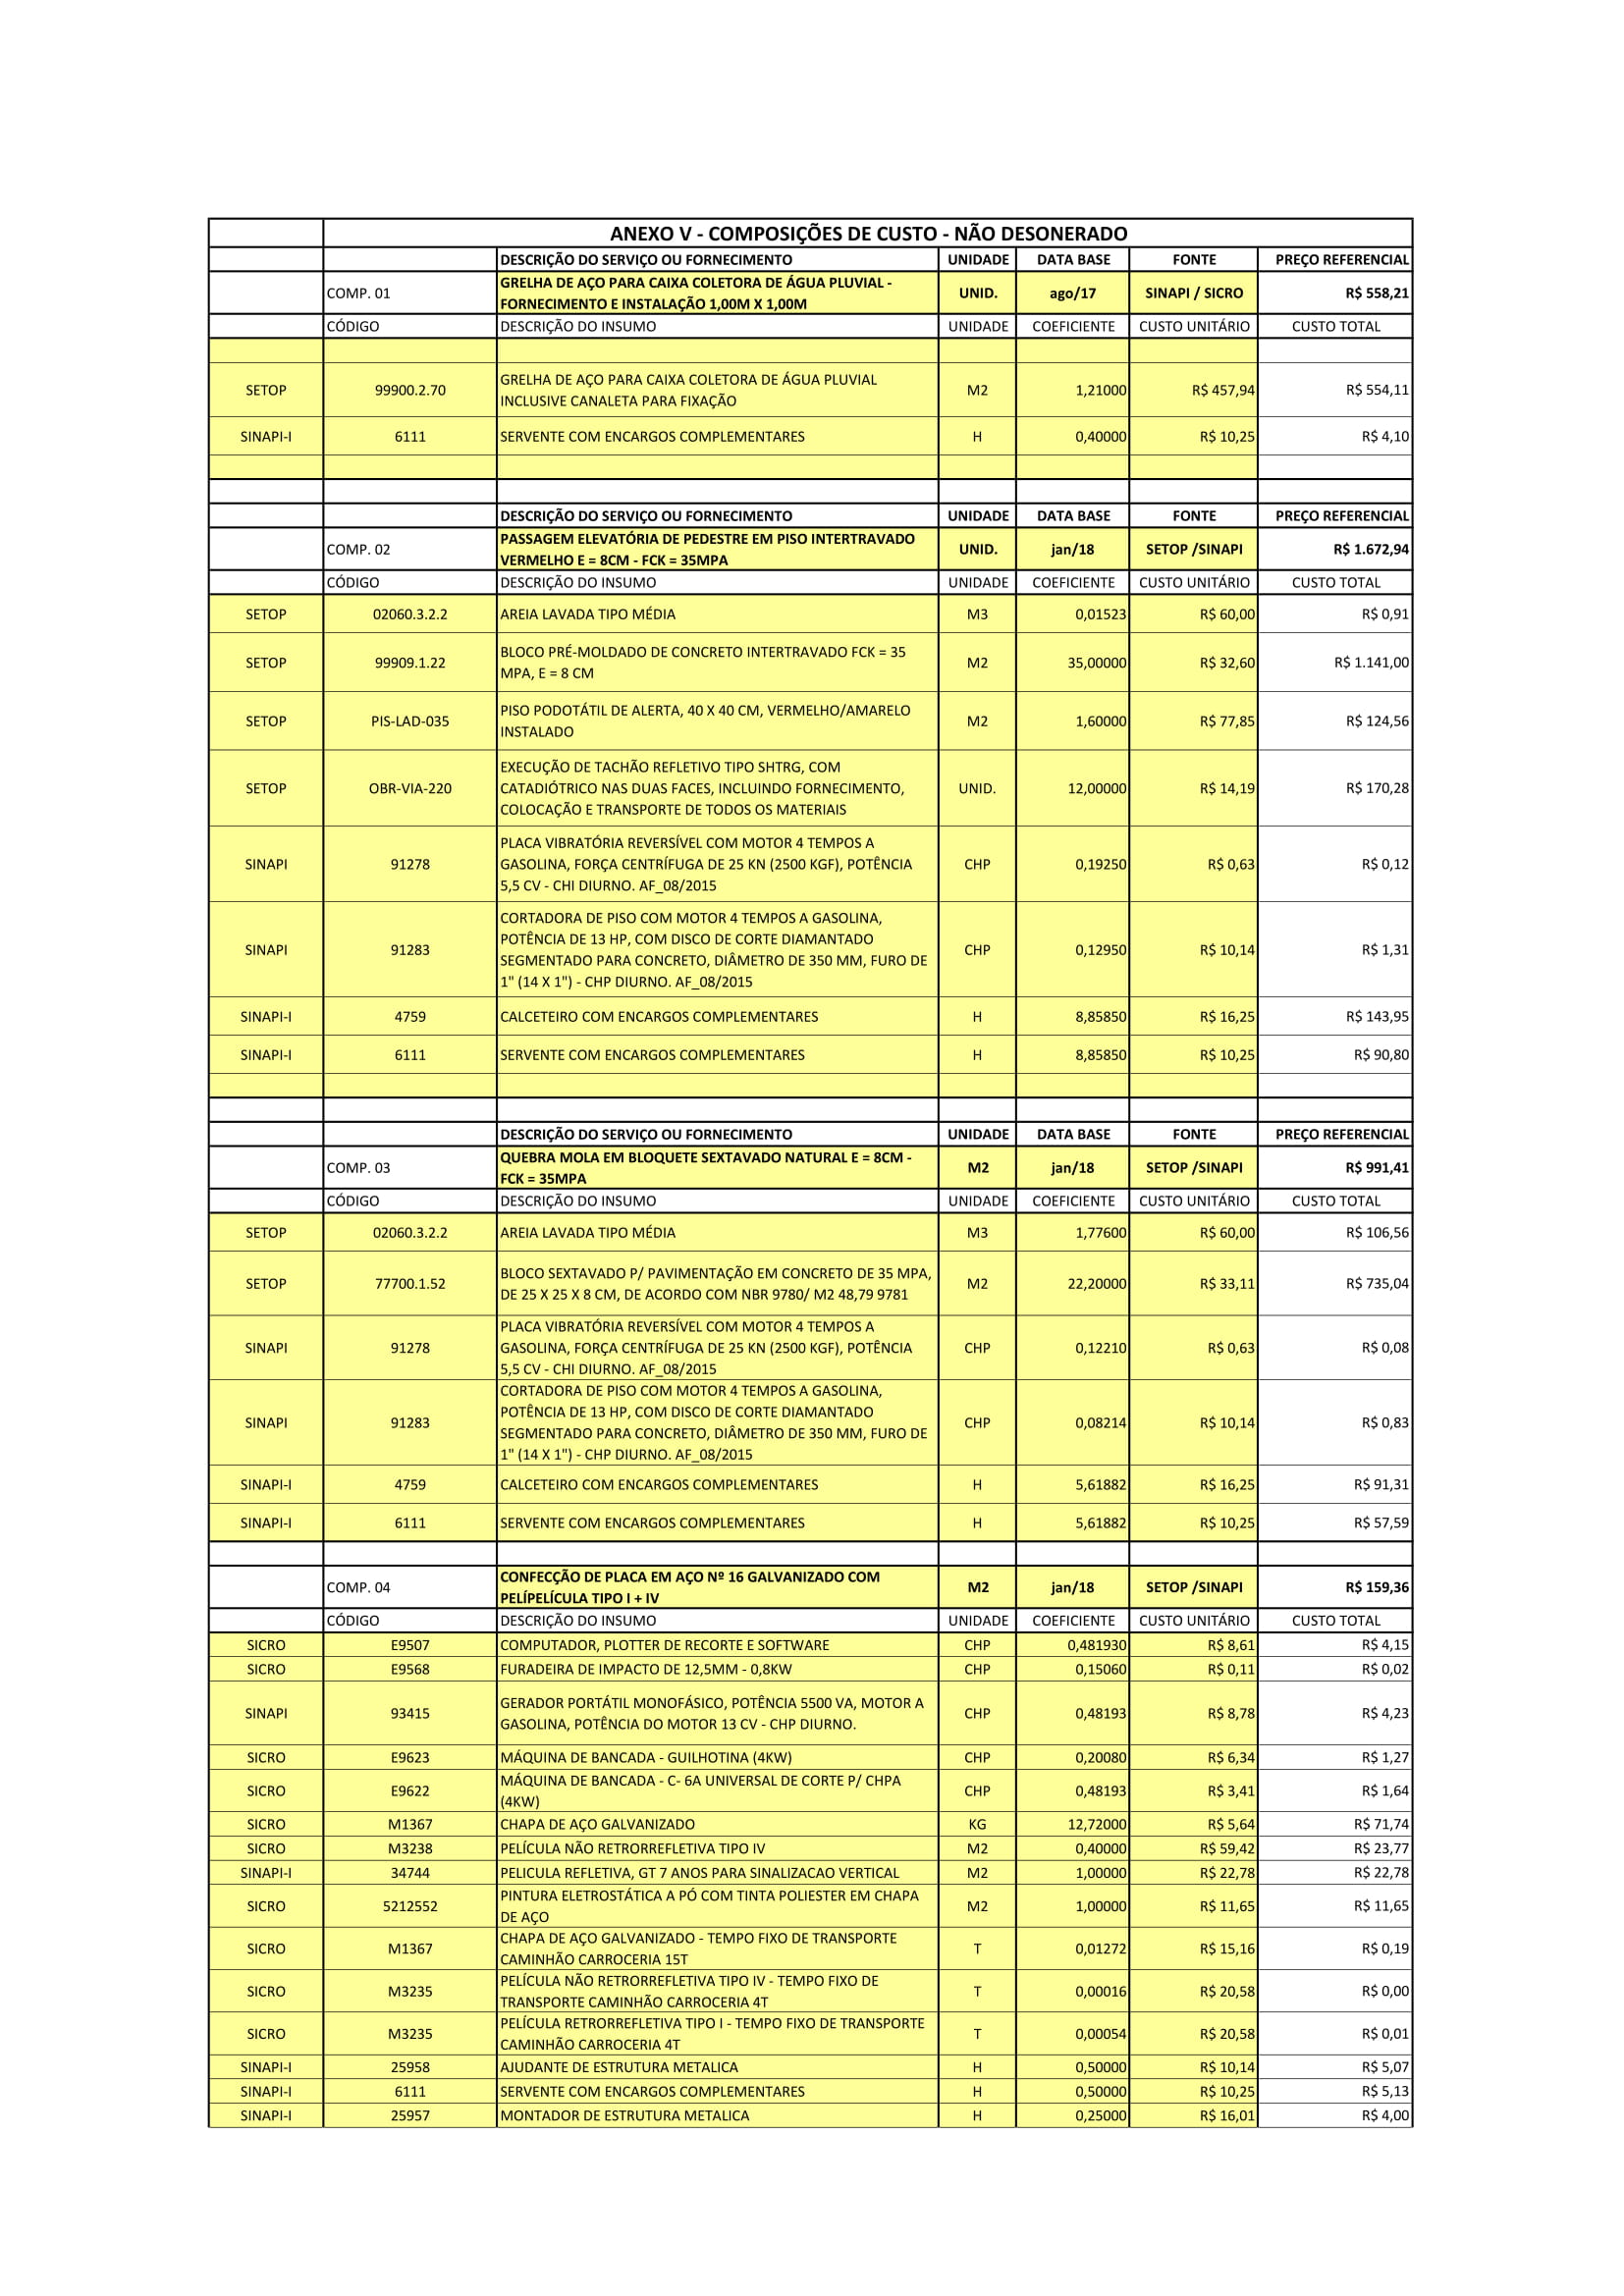 ANEXO V - COMPOSIÇÕES DE CUSTO - NÃO DESONERADO
DESCRIÇÃO DO SERVIÇO OU FORNECIMENTO UNIDADE DATA BASE FONTE PREÇO REFERENCIAL
COMP. 01 GRELHA DE AÇO PARA CAIXA COLETORA DE ÁGUA PLUVIAL - UNID. ago/17 SINAPI / SICRO R$ 558,21
FORNECIMENTO E INSTALAÇÃO 1,00M X 1,00M
CÓDIGO DESCRIÇÃO DO INSUMO UNIDADE COEFICIENTE CUSTO UNITÁRIO CUSTO TOTAL
SETOP 99900.2.70 GRELHA DE AÇO PARA CAIXA COLETORA DE ÁGUA PLUVIAL M2 1,21000 R$ 457,94 R$ 554,11
INCLUSIVE CANALETA PARA FIXAÇÃO
SINAPI-I 6111 SERVENTE COM ENCARGOS COMPLEMENTARES H 0,40000 R$ 10,25 R$ 4,10
DESCRIÇÃO DO SERVIÇO OU FORNECIMENTO UNIDADE DATA BASE FONTE PREÇO REFERENCIAL
COMP. 02 PASSAGEM ELEVATÓRIA DE PEDESTRE EM PISO INTERTRAVADO UNID. jan/18 SETOP /SINAPI R$ 1.672,94
VERMELHO E = 8CM - FCK = 35MPA
CÓDIGO DESCRIÇÃO DO INSUMO UNIDADE COEFICIENTE CUSTO UNITÁRIO CUSTO TOTAL
SETOP 02060.3.2.2 AREIA LAVADA TIPO MÉDIA M3 0,01523 R$ 60,00 R$ 0,91
SETOP 99909.1.22 BLOCO PRÉ-MOLDADO DE CONCRETO INTERTRAVADO FCK = 35 M2 35,00000 R$ 32,60 R$ 1.141,00
MPA, E = 8 CM
SETOP PIS-LAD-035 PISO PODOTÁTIL DE ALERTA, 40 X 40 CM, VERMELHO/AMARELO M2 1,60000 R$ 77,85 R$ 124,56
INSTALADO
EXECUÇÃO DE TACHÃO REFLETIVO TIPO SHTRG, COM
SETOP OBR-VIA-220 CATADIÓTRICO NAS DUAS FACES, INCLUINDO FORNECIMENTO, UNID. 12,00000 R$ 14,19 R$ 170,28
COLOCAÇÃO E TRANSPORTE DE TODOS OS MATERIAIS
PLACA VIBRATÓRIA REVERSÍVEL COM MOTOR 4 TEMPOS A
SINAPI 91278 GASOLINA, FORÇA CENTRÍFUGA DE 25 KN (2500 KGF), POTÊNCIA CHP 0,19250 R$ 0,63 R$ 0,12
5,5 CV - CHI DIURNO. AF_08/2015
CORTADORA DE PISO COM MOTOR 4 TEMPOS A GASOLINA,
POTÊNCIA DE 13 HP, COM DISCO DE CORTE DIAMANTADO
SINAPI 91283 SEGMENTADO PARA CONCRETO, DIÂMETRO DE 350 MM, FURO DE CHP 0,12950 R$ 10,14 R$ 1,31
1" (14 X 1") - CHP DIURNO. AF_08/2015
SINAPI-I 4759 CALCETEIRO COM ENCARGOS COMPLEMENTARES H 8,85850 R$ 16,25 R$ 143,95
SINAPI-I 6111 SERVENTE COM ENCARGOS COMPLEMENTARES H 8,85850 R$ 10,25 R$ 90,80
DESCRIÇÃO DO SERVIÇO OU FORNECIMENTO UNIDADE DATA BASE FONTE PREÇO REFERENCIAL
COMP. 03 QUEBRA MOLA EM BLOQUETE SEXTAVADO NATURAL E = 8CM - M2 jan/18 SETOP /SINAPI R$ 991,41
FCK = 35MPA
CÓDIGO DESCRIÇÃO DO INSUMO UNIDADE COEFICIENTE CUSTO UNITÁRIO CUSTO TOTAL
SETOP 02060.3.2.2 AREIA LAVADA TIPO MÉDIA M3 1,77600 R$ 60,00 R$ 106,56
SETOP 77700.1.52 BLOCO SEXTAVADO P/ PAVIMENTAÇÃO EM CONCRETO DE 35 MPA, M2 22,20000 R$ 33,11 R$ 735,04
DE 25 X 25 X 8 CM, DE ACORDO COM NBR 9780/ M2 48,79 9781
PLACA VIBRATÓRIA REVERSÍVEL COM MOTOR 4 TEMPOS A
SINAPI 91278 GASOLINA, FORÇA CENTRÍFUGA DE 25 KN (2500 KGF), POTÊNCIA CHP 0,12210 R$ 0,63 R$ 0,08
5,5 CV - CHI DIURNO. AF_08/2015
CORTADORA DE PISO COM MOTOR 4 TEMPOS A GASOLINA,
POTÊNCIA DE 13 HP, COM DISCO DE CORTE DIAMANTADO
SINAPI 91283 SEGMENTADO PARA CONCRETO, DIÂMETRO DE 350 MM, FURO DE CHP 0,08214 R$ 10,14 R$ 0,83
1" (14 X 1") - CHP DIURNO. AF_08/2015
SINAPI-I 4759 CALCETEIRO COM ENCARGOS COMPLEMENTARES H 5,61882 R$ 16,25 R$ 91,31
SINAPI-I 6111 SERVENTE COM ENCARGOS COMPLEMENTARES H 5,61882 R$ 10,25 R$ 57,59
COMP. 04 CONFECÇÃO DE PLACA EM AÇO Nº 16 GALVANIZADO COM M2 jan/18 SETOP /SINAPI R$ 159,36
PELÍPELÍCULA TIPO I + IV
CÓDIGO DESCRIÇÃO DO INSUMO UNIDADE COEFICIENTE CUSTO UNITÁRIO CUSTO TOTAL
SICRO E9507 COMPUTADOR, PLOTTER DE RECORTE E SOFTWARE CHP 0,481930 R$ 8,61 R$ 4,15
SICRO E9568 FURADEIRA DE IMPACTO DE 12,5MM - 0,8KW CHP 0,15060 R$ 0,11 R$ 0,02
SINAPI 93415 GERADOR PORTÁTIL MONOFÁSICO, POTÊNCIA 5500 VA, MOTOR A CHP 0,48193 R$ 8,78 R$ 4,23
GASOLINA, POTÊNCIA DO MOTOR 13 CV - CHP DIURNO.
SICRO E9623 MÁQUINA DE BANCADA - GUILHOTINA (4KW) CHP 0,20080 R$ 6,34 R$ 1,27
SICRO E9622 MÁQUINA DE BANCADA - C- 6A UNIVERSAL DE CORTE P/ CHPA CHP 0,48193 R$ 3,41 R$ 1,64
(4KW)
SICRO M1367 CHAPA DE AÇO GALVANIZADO KG 12,72000 R$ 5,64 R$ 71,74
SICRO M3238 PELÍCULA NÃO RETRORREFLETIVA TIPO IV M2 0,40000 R$ 59,42 R$ 23,77
SINAPI-I 34744 PELICULA REFLETIVA, GT 7 ANOS PARA SINALIZACAO VERTICAL M2 1,00000 R$ 22,78 R$ 22,78
SICRO 5212552 PINTURA ELETROSTÁTICA A PÓ COM TINTA POLIESTER EM CHAPA M2 1,00000 R$ 11,65 R$ 11,65
DE AÇO
SICRO M1367 CHAPA DE AÇO GALVANIZADO - TEMPO FIXO DE TRANSPORTE T 0,01272 R$ 15,16 R$ 0,19
CAMINHÃO CARROCERIA 15T
SICRO M3235 PELÍCULA NÃO RETRORREFLETIVA TIPO IV - TEMPO FIXO DE T 0,00016 R$ 20,58 R$ 0,00
TRANSPORTE CAMINHÃO CARROCERIA 4T
SICRO M3235 PELÍCULA RETRORREFLETIVA TIPO I - TEMPO FIXO DE TRANSPORTE T 0,00054 R$ 20,58 R$ 0,01
CAMINHÃO CARROCERIA 4T
SINAPI-I 25958 AJUDANTE DE ESTRUTURA METALICA H 0,50000 R$ 10,14 R$ 5,07
SINAPI-I 6111 SERVENTE COM ENCARGOS COMPLEMENTARES H 0,50000 R$ 10,25 R$ 5,13
SINAPI-I 25957 MONTADOR DE ESTRUTURA METALICA H 0,25000 R$ 16,01 R$ 4,00